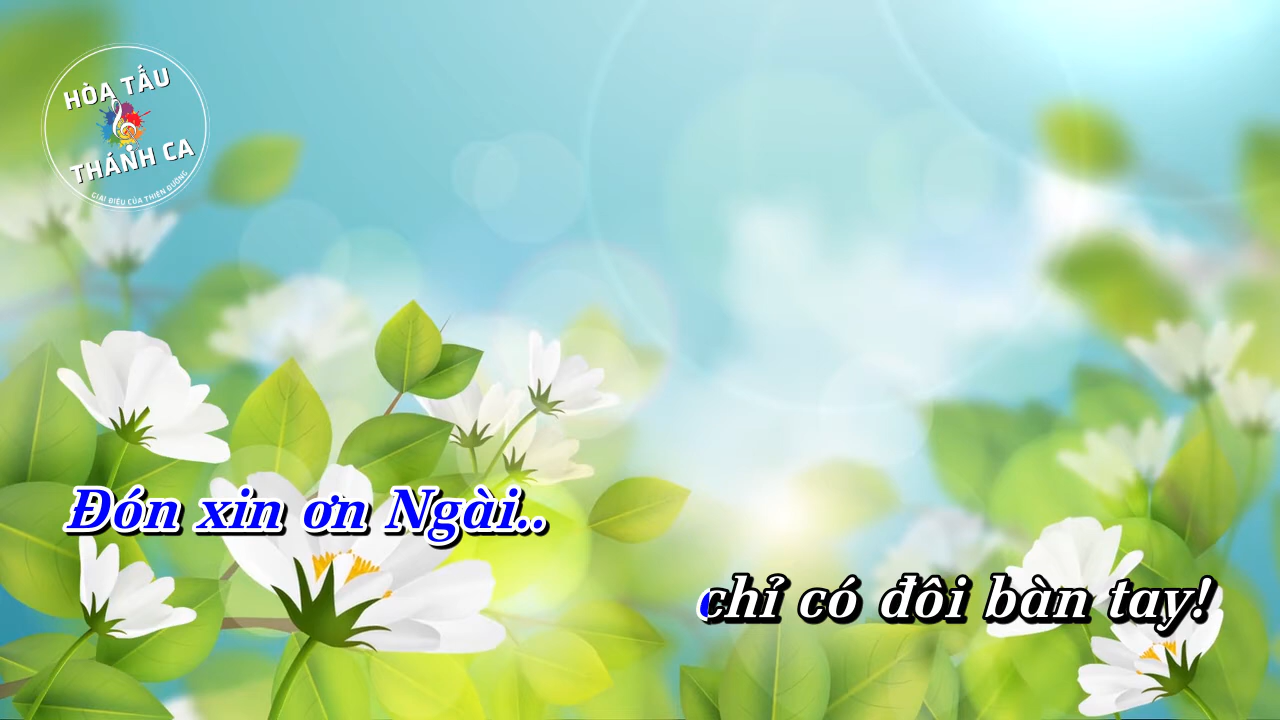 HÒA TẤU
THÁNH CA
GIAI ĐIỆU CỦA THIÊN ĐƯỜNG
Đón xin ơn Ngài..
chỉ có đôi bàn tay!